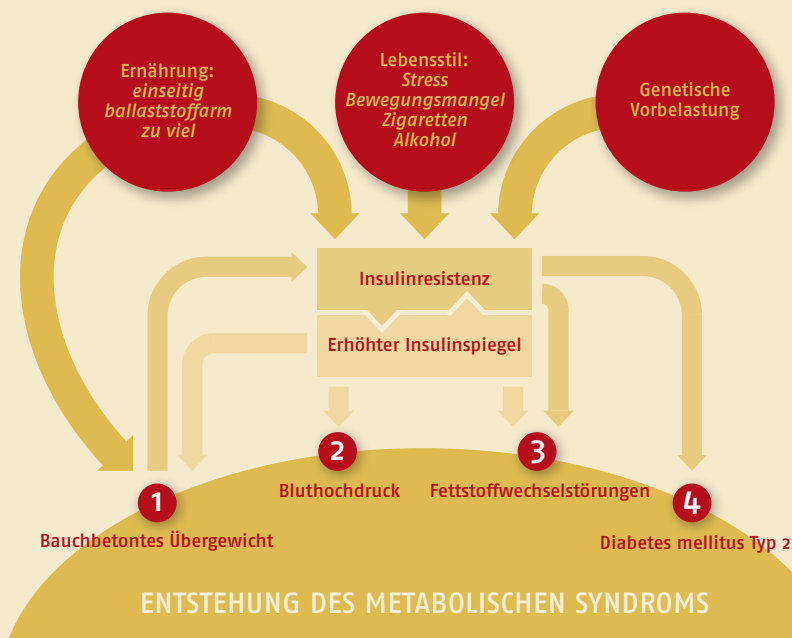 Ernährung:
einseitig
ballaststoffarm
zu viel
Lebensstil:
Stress
Bewegungsmangel
Zigaretten
Alkohol
Genetische
Vorbelastung
Insulinresistenz
Erhöhter Insulinspiegel
1
Bauchbetontes Übergewicht
2
Bluthochdruck
3
Fettstoffwechselstörungen
4
Diabetes mellitus Typ 2
ENTSTEHUNG DES METABOLISCHEN SYNDROMS